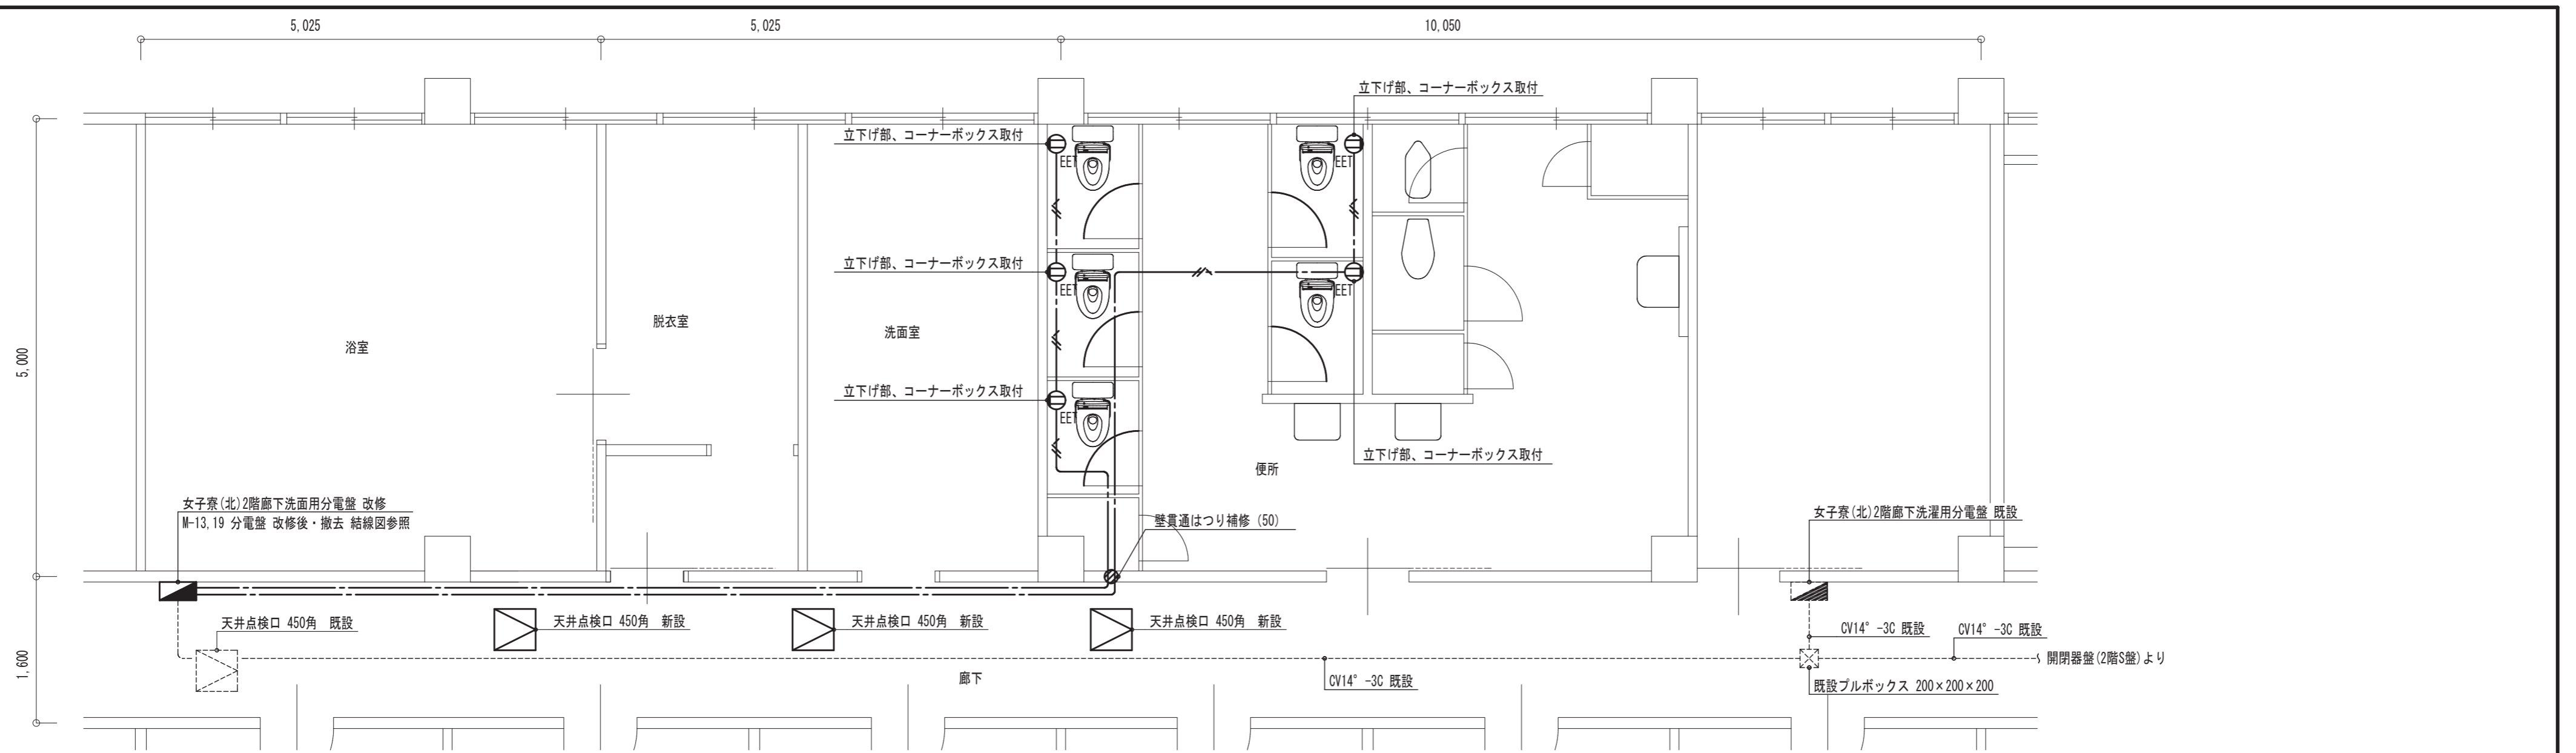 5,025
5,025
10,050
立下げ部、コーナーボックス取付
立下げ部、コーナーボックス取付
EET
EET
立下げ部、コーナーボックス取付
EET
EET
脱衣室
洗面室
浴室
5,000
立下げ部、コーナーボックス取付
EET
立下げ部、コーナーボックス取付
便所
女子寮(北)2階廊下洗面用分電盤 改修
M-13,19 分電盤 改修後・撤去 結線図参照
壁貫通はつり補修 (50)
女子寮(北)2階廊下洗濯用分電盤 既設
天井点検口 450角 既設
天井点検口 450角 新設
天井点検口 450角 新設
天井点検口 450角 新設
CV14°-3C 既設
CV14°-3C 既設
1,600
開閉器盤(2階S盤)より
廊下
CV14°-3C 既設
既設プルボックス 200×200×200